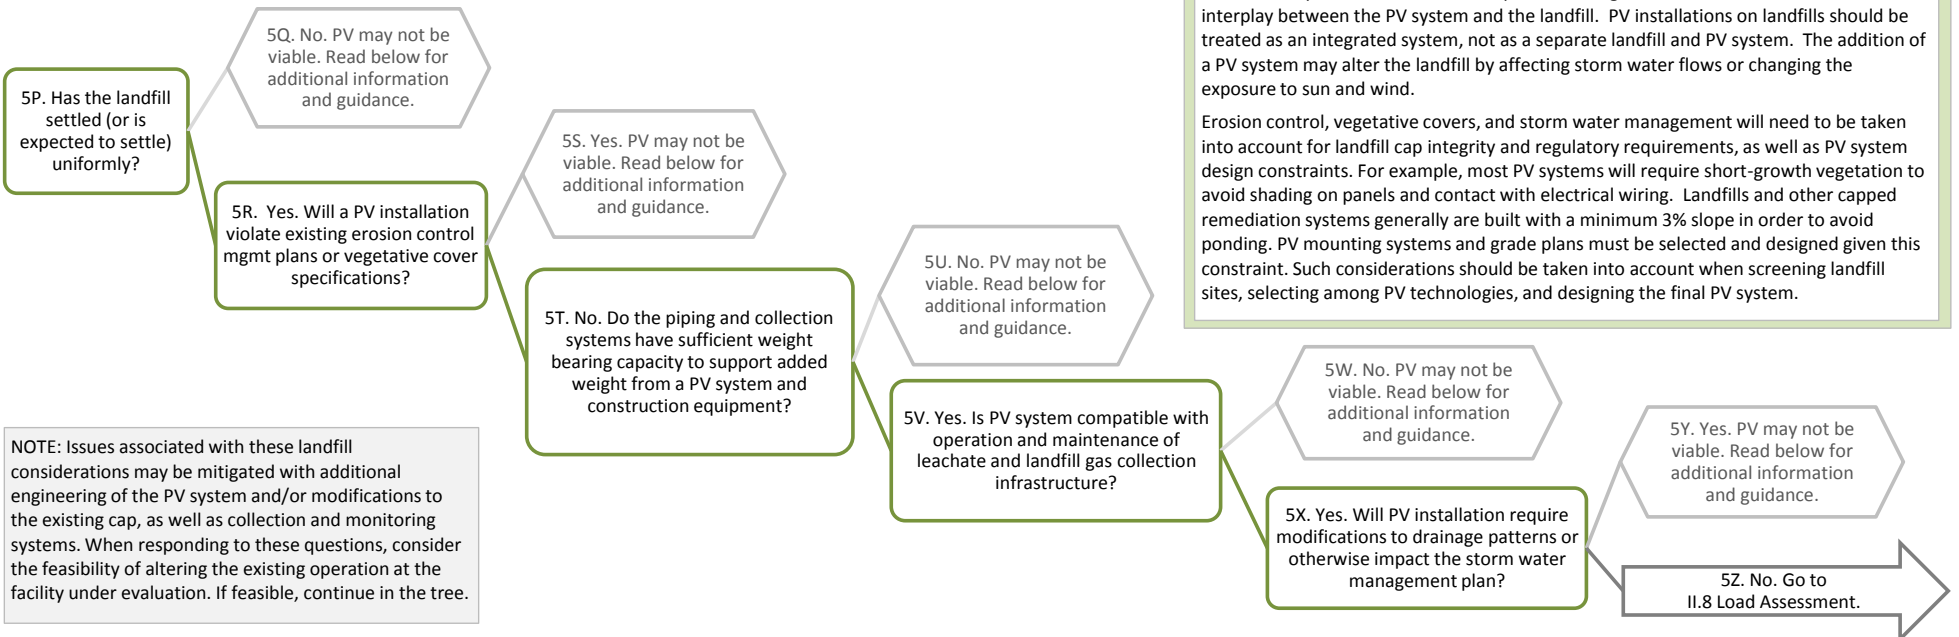 5P. Has the landfill
settled (or is
expected to settle)
uniformly?
5Q. No. PV may not be
viable. Read below for
additional information
and guidance.
5R.  Yes. Will a PV installation
violate existing erosion control
mgmt plans or vegetative cover
specifications?
5S. Yes. PV may not be
viable. Read below for
additional information
and guidance.
5T. No. Do the piping and collection
systems have sufficient weight
bearing capacity to support added
weight from a PV system and
construction equipment?
5U. No. PV may not be
viable. Read below for
additional information
and guidance.
5V. Yes. Is PV system compatible with
operation and maintenance of
leachate and landfill gas collection
infrastructure?
5W. No. PV may not be
viable. Read below for
additional information
and guidance.
5X. Yes. Will PV installation require
modifications to drainage patterns or
otherwise impact the storm water
management plan?
5Y. Yes. PV may not be
viable. Read below for
additional information
and guidance.
5Z. No. Go to
II.8 Load Assessment.
interplay between the PV system and the landfill.  PV installations on landfills should be
treated as an integrated system, not as a separate landfill and PV system.  The addition of
a PV system may alter the landfill by affecting storm water flows or changing the
exposure to sun and wind.
Erosion control, vegetative covers, and storm water management will need to be taken
into account for landfill cap integrity and regulatory requirements, as well as PV system
design constraints. For example, most PV systems will require short-growth vegetation to
avoid shading on panels and contact with electrical wiring.  Landfills and other capped
remediation systems generally are built with a minimum 3% slope in order to avoid
ponding. PV mounting systems and grade plans must be selected and designed given this
constraint. Such considerations should be taken into account when screening landfill
sites, selecting among PV technologies, and designing the final PV system.
NOTE: Issues associated with these landfill
considerations may be mitigated with additional
engineering of the PV system and/or modifications to
the existing cap, as well as collection and monitoring
systems. When responding to these questions, consider
the feasibility of altering the existing operation at the
facility under evaluation. If feasible, continue in the tree.